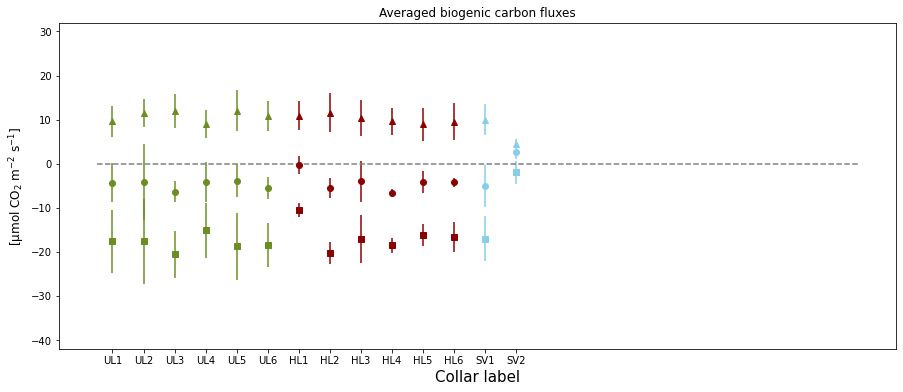 Averaged biogenic carbon fluxes
[μmol CO₂ m⁻² s⁻¹]
30
20
10
0
−10
−20
−30
−40
UL1 UL2 UL3 UL4 UL5 UL6 HL1 HL2 HL3 HL4 HL5 HL6 SV1 SV2
Collar label